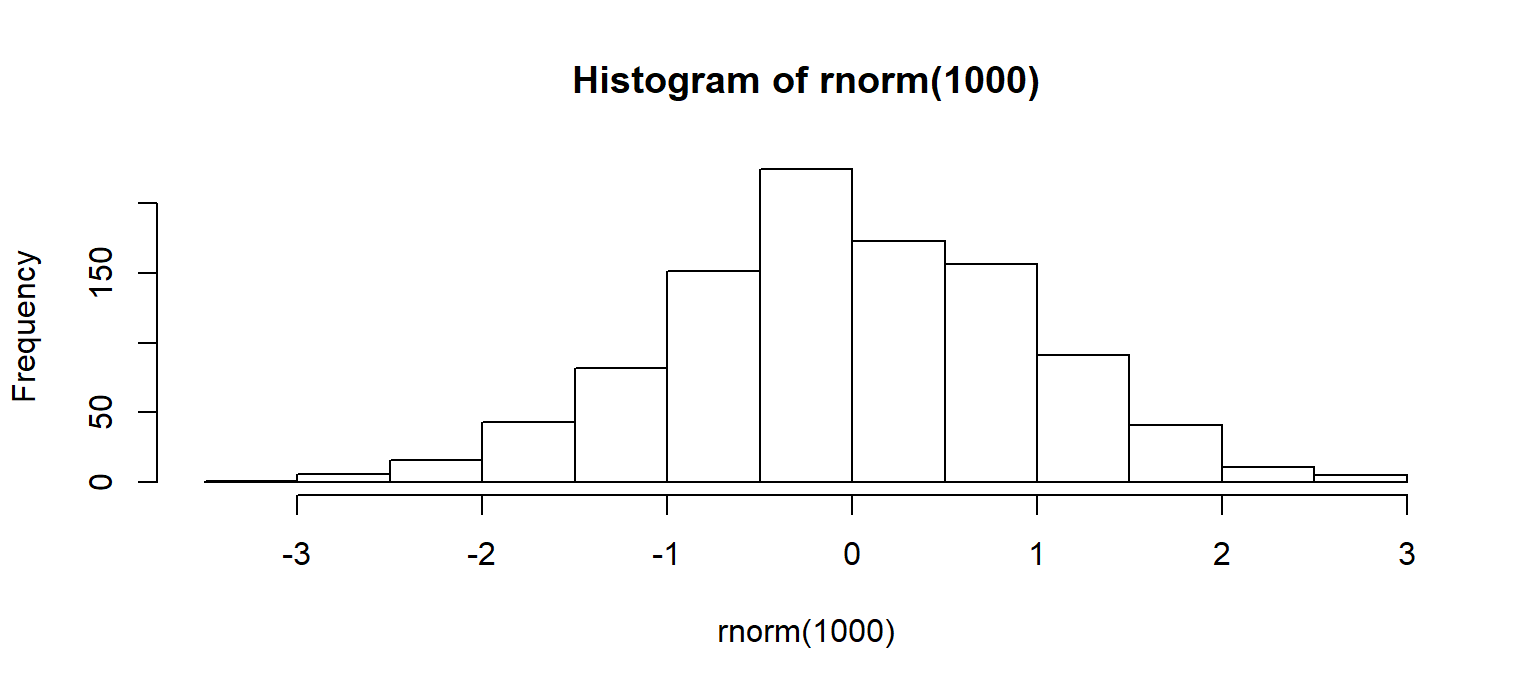 Histogram of rnorm(1000)
Frequency
150
50
0
-3 -2 -1 0 1 2 3
rnorm(1000)